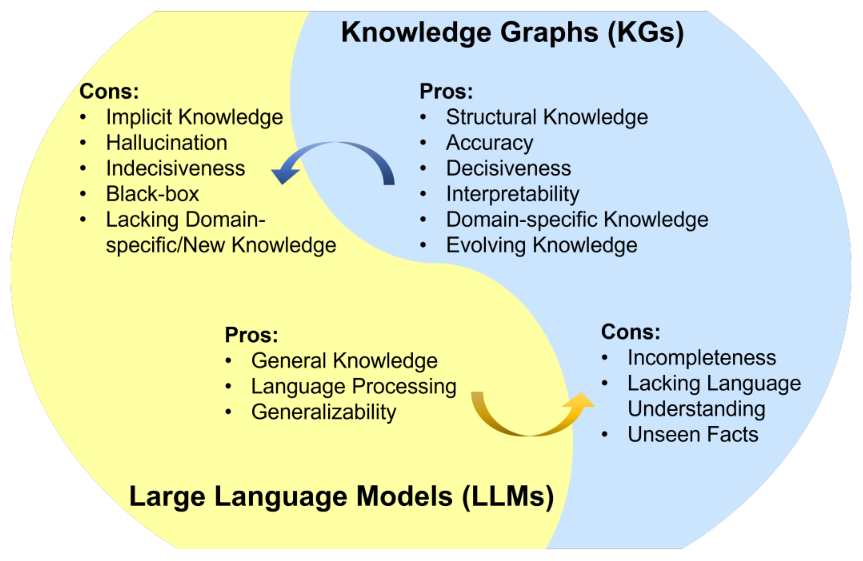 Knowledge Graphs (KGs)
Cons:
• Implicit Knowledge
• Hallucination
• Indecisiveness
• Black-box
• Lacking Domain-
specific/New Knowledge
Pros:
• Structural Knowledge
• Accuracy
• Decisiveness
• Interpretability
• Domain-specific Knowledge
• Evolving Knowledge
Pros:
• General Knowledge
• Language Processing
• Generalizability
Cons:
• Incompleteness
• Lacking Language
Understanding
• Unseen Facts
Large Language Models (LLMs)